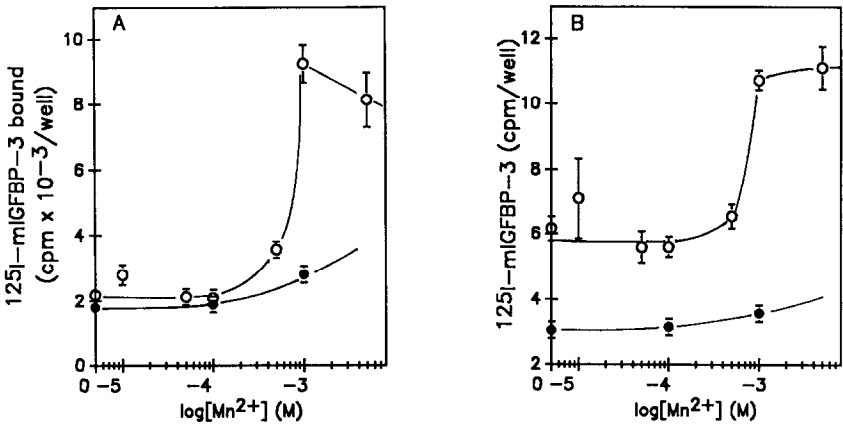 A
10
8
6
4
2
0
0 -5
-4
-3
log[Mn2+] (M)
125I-mIGFBP-3 bound
(cpm x 10-3/well)
B
12
10
8
6
4
2
0 -5
-4
-3
log[Mn2+] (M)
125I-mIGFBP-3 (cpm/well)